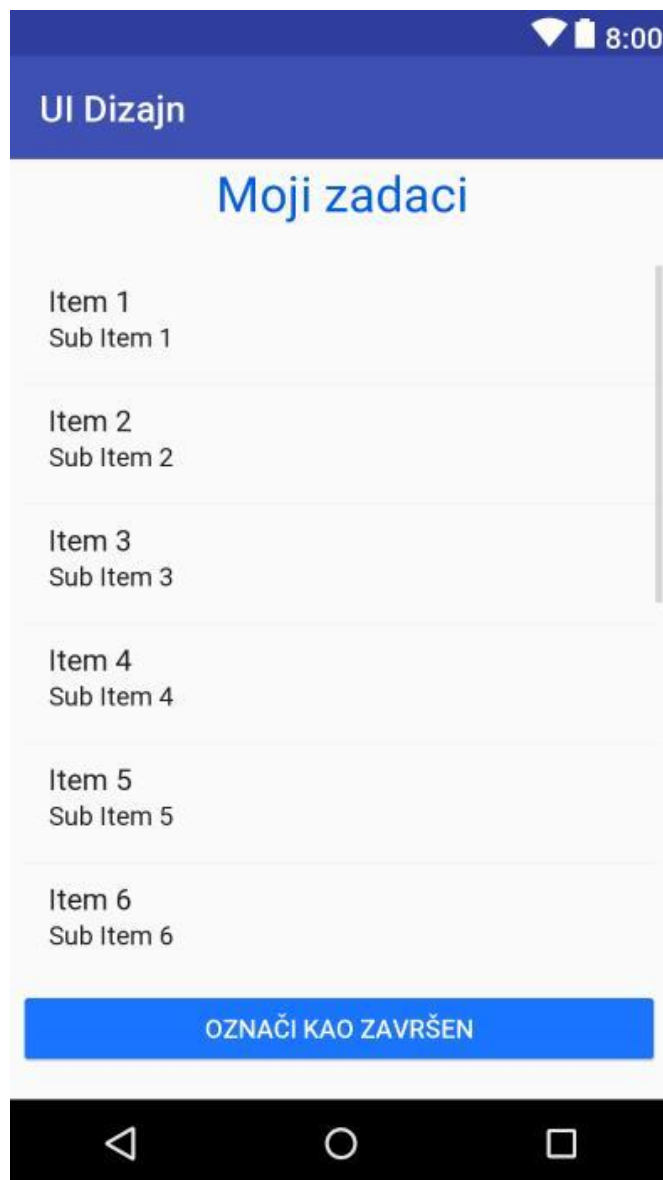 8:00
UI Dizajn
Moji zadaci
Item 1
Sub Item 1
Item 2
Sub Item 2
Item 3
Sub Item 3
Item 4
Sub Item 4
Item 5
Sub Item 5
Item 6
Sub Item 6
OZNAČI KAO ZAVRŠEN